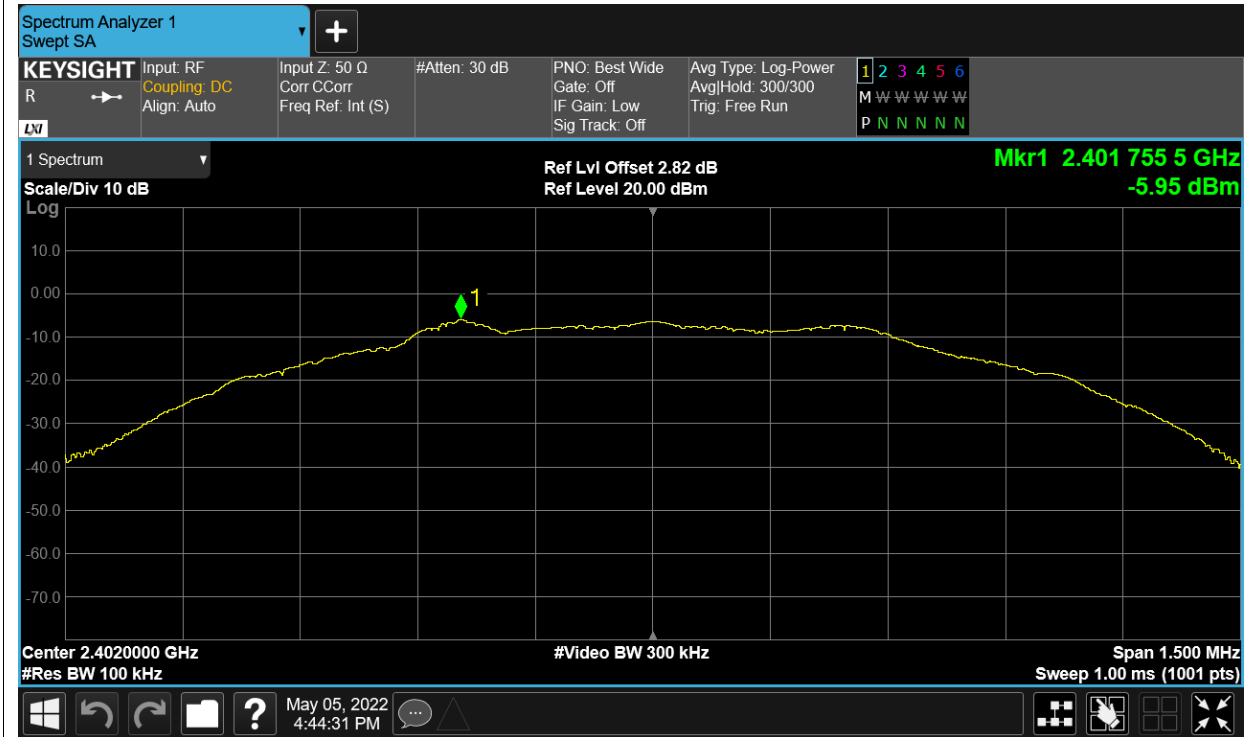 Spectrum Analyzer 1
Swept SA
+
KEYSIGHT
R
LXI
Input: RF
Coupling: DC
Align: Auto
Input Z: 50 Ω
Corr CCorr
Freq Ref: Int (S)
#Atten: 30 dB
PNO: Best Wide
Gate: Off
IF Gain: Low
Sig Track: Off
Avg Type: Log-Power
Avg|Hold: 300/300
Trig: Free Run
1 2 3 4 5 6
M W W W W W W
P N N N N N N
1 Spectrum
Scale/Div 10 dB
Log
Ref Lvl Offset 2.82 dB
Ref Level 20.00 dBm
Mkr1 2.401 755 5 GHz
-5.95 dBm
10.0
0.00
1
-10.0
-20.0
-30.0
-40.0
-50.0
-60.0
-70.0
Center 2.4020000 GHz
#Video BW 300 kHz
Span 1.500 MHz
#Res BW 100 kHz
Sweep 1.00 ms (1001 pts)
?
May 05, 2022
4:44:31 PM